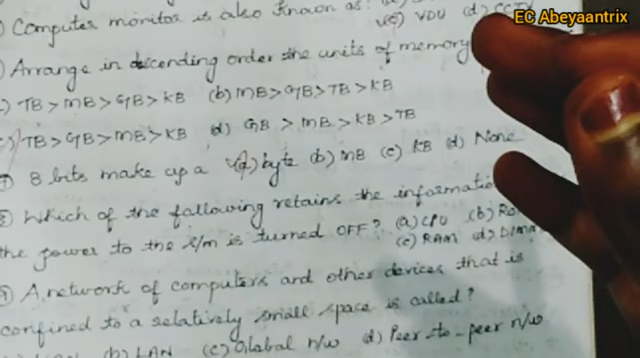 EC Abeyaantrix
Computer monitor is also known as:
(c) VDU (d) CCTV
Arrange in descending order the units of memory
TB > MB > GB > KB (b) MB > GB > TB > KB
TB > GB > MB > KB d) GB > MB > KB > TB
8 bits make up a (a) byte (b) MB (c) KB (d) None
Which of the following retains the informatio
the power to the s/m is turned OFF? (a) CPU (b) RO
(c) RAM (d) DIMM
A network of computers and other devices that is
confined to a relatively small space is called?
(b) LAN (c) Global n/w d) Peer-to-peer n/w